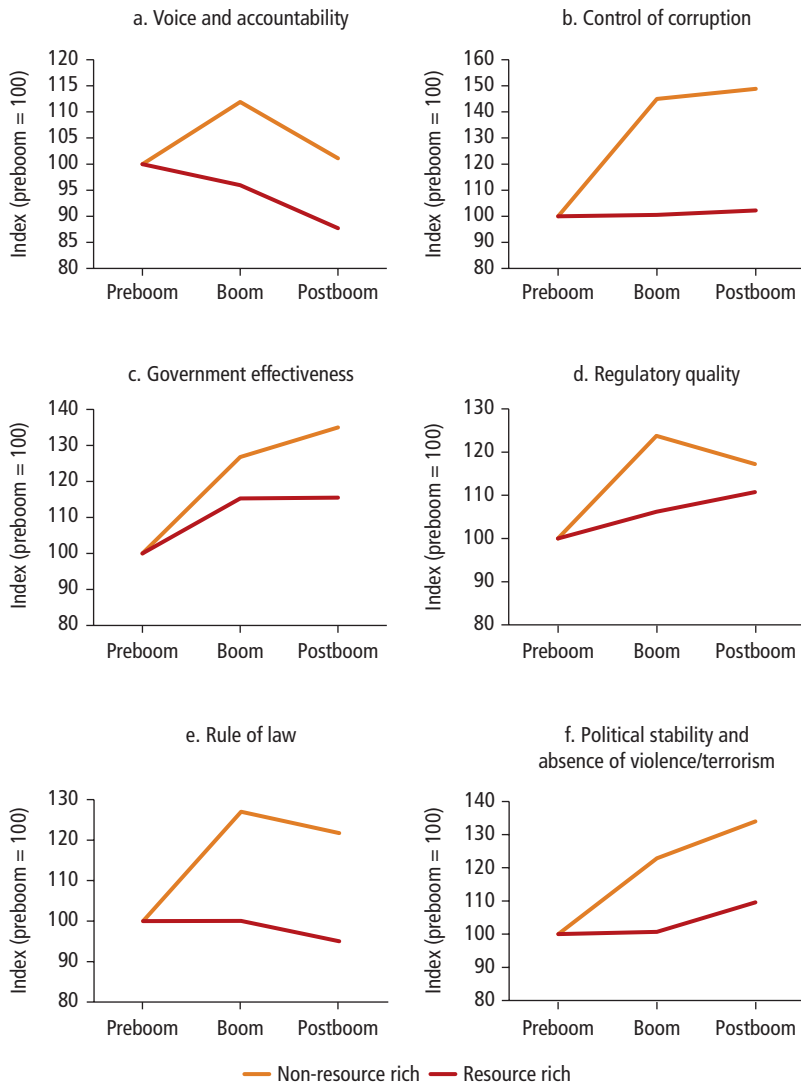 a. Voice and accountability
Index (preboom = 100)
120
115
110
105
100
95
90
85
80
Preboom Boom Postboom
b. Control of corruption
Index (preboom = 100)
160
150
140
130
120
110
100
90
80
Preboom Boom Postboom
c. Government effectiveness
Index (preboom = 100)
140
130
120
110
100
90
80
Preboom Boom Postboom
d. Regulatory quality
Index (preboom = 100)
130
120
110
100
90
80
Preboom Boom Postboom
e. Rule of law
Index (preboom = 100)
130
120
110
100
90
80
Preboom Boom Postboom
f. Political stability and
absence of violence/terrorism
Index (preboom = 100)
140
130
120
110
100
90
80
Preboom Boom Postboom
Non-resource rich Resource rich